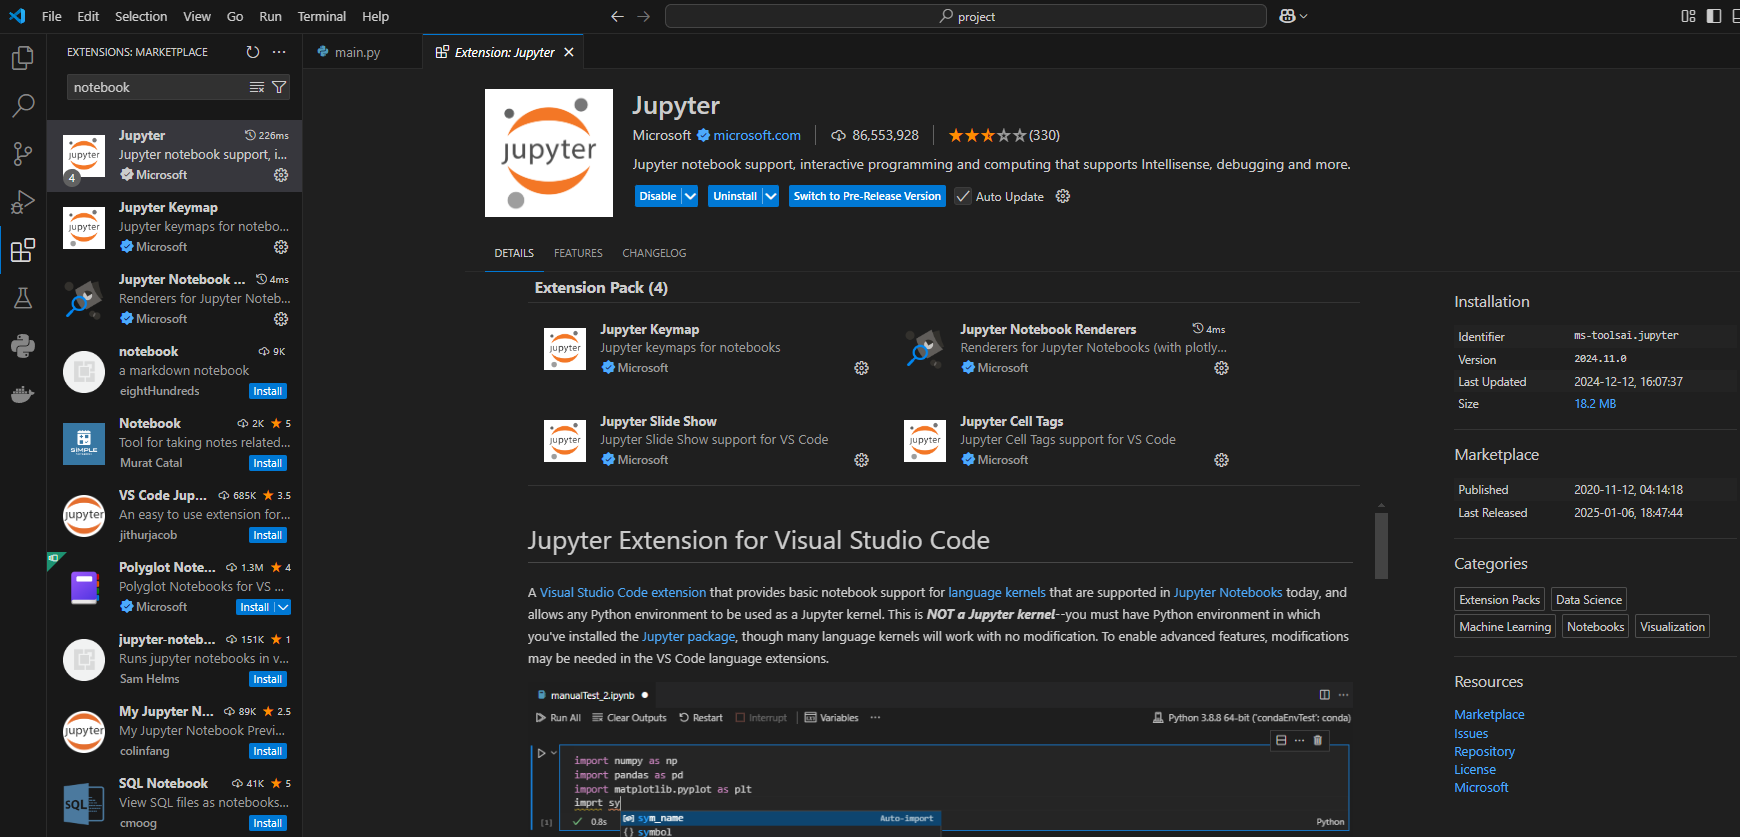 File Edit Selection View Go Run Terminal Help
project
EXTENSIONS: MARKETPLACE
notebook
Jupyter 226ms
Jupyter notebook support, i...
Microsoft
4
Jupyter Keymap
Jupyter keymaps for notebo...
Microsoft
Jupyter Notebook ... 4ms
Renderers for Jupyter Noteb...
Microsoft
notebook 9K
a markdown notebook
eightHundreds Install
Notebook 2K 5
Tool for taking notes related...
Murat Catal Install
SIMPLE
VS Code Jup... 685K 3.5
An easy to use extension for...
jithurjacob Install
Polyglot Note... 1.3M 4
Polyglot Notebooks for VS ...
Microsoft Install
jupyter-noteb... 151K 1
Runs jupyter notebooks in v...
Sam Helms Install
My Jupyter N... 89K 2.5
My Jupyter Notebook Previ...
colinfang Install
SQL Notebook 41K 5
View SQL files as notebooks...
cmoog Install
SQL
main.py
Extension: Jupyter
jupyter
Jupyter
Microsoft microsoft.com 86,553,928 (330)
Jupyter notebook support, interactive programming and computing that supports Intellisense, debugging and more.
Disable Uninstall Switch to Pre-Release Version Auto Update
DETAILS FEATURES CHANGELOG
Extension Pack (4)
Jupyter Keymap
Jupyter keymaps for notebooks
Microsoft
Jupyter Notebook Renderers 4ms
Renderers for Jupyter Notebooks (with plotly...
Microsoft
Jupyter Slide Show
Jupyter Slide Show support for VS Code
Microsoft
Jupyter Cell Tags
Jupyter Cell Tags support for VS Code
Microsoft
Jupyter Extension for Visual Studio Code
A Visual Studio Code extension that provides basic notebook support for language kernels that are supported in Jupyter Notebooks today, and
allows any Python environment to be used as a Jupyter kernel. This is NOT a Jupyter kernel--you must have Python environment in which
you've installed the Jupyter package, though many language kernels will work with no modification. To enable advanced features, modifications
may be needed in the VS Code language extensions.
manualTest_2.ipynb
Run All Clear Outputs Restart Interrupt Variables ... Python 3.8.8 64-bit ('condaEnvTest': conda)
import numpy as np
import pandas as pd
import matplotlib.pyplot as plt
imprt sy
[1] 0.8s
sym_name Auto-import
symbol
Python
Installation
Identifier ms-toolsai.jupyter
Version 2024.11.0
Last Updated 2024-12-12, 16:07:37
Size 18.2 MB
Marketplace
Published 2020-11-12, 04:14:18
Last Released 2025-01-06, 18:47:44
Categories
Extension Packs Data Science
Machine Learning Notebooks Visualization
Resources
Marketplace
Issues
Repository
License
Microsoft